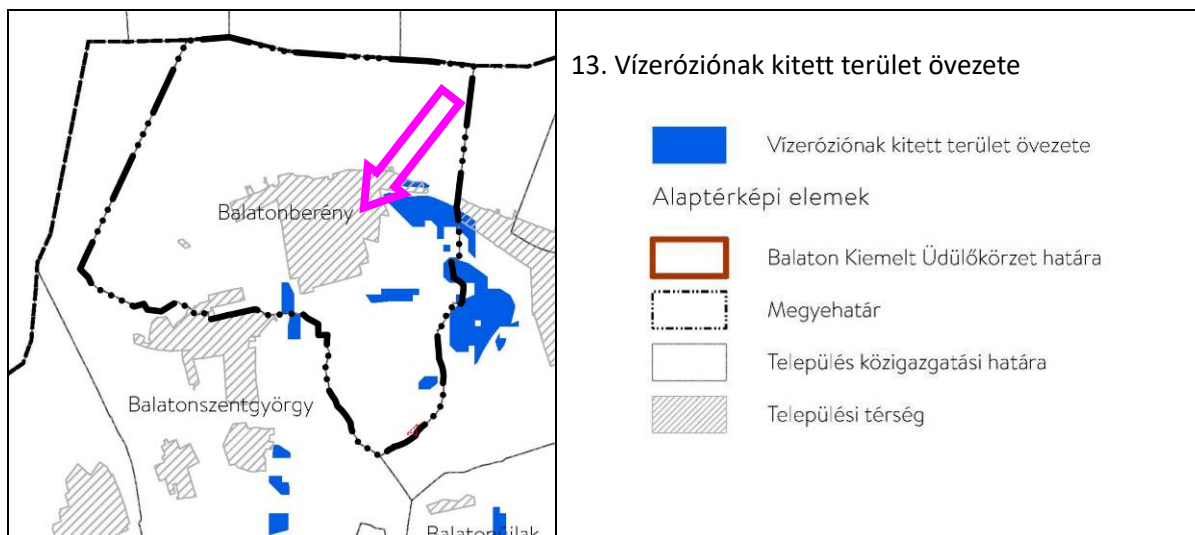 13. Vízeróziónak kitett terület övezete
Vízeróziónak kitett terület övezete
Alaptérképi elemek
Balaton Kiemelt Üdülőkörzet határa
Megyehatár
Település közigazgatási határa
Települési térség
Balatonberény
Balatonszentgyörgy
Balatonújlak